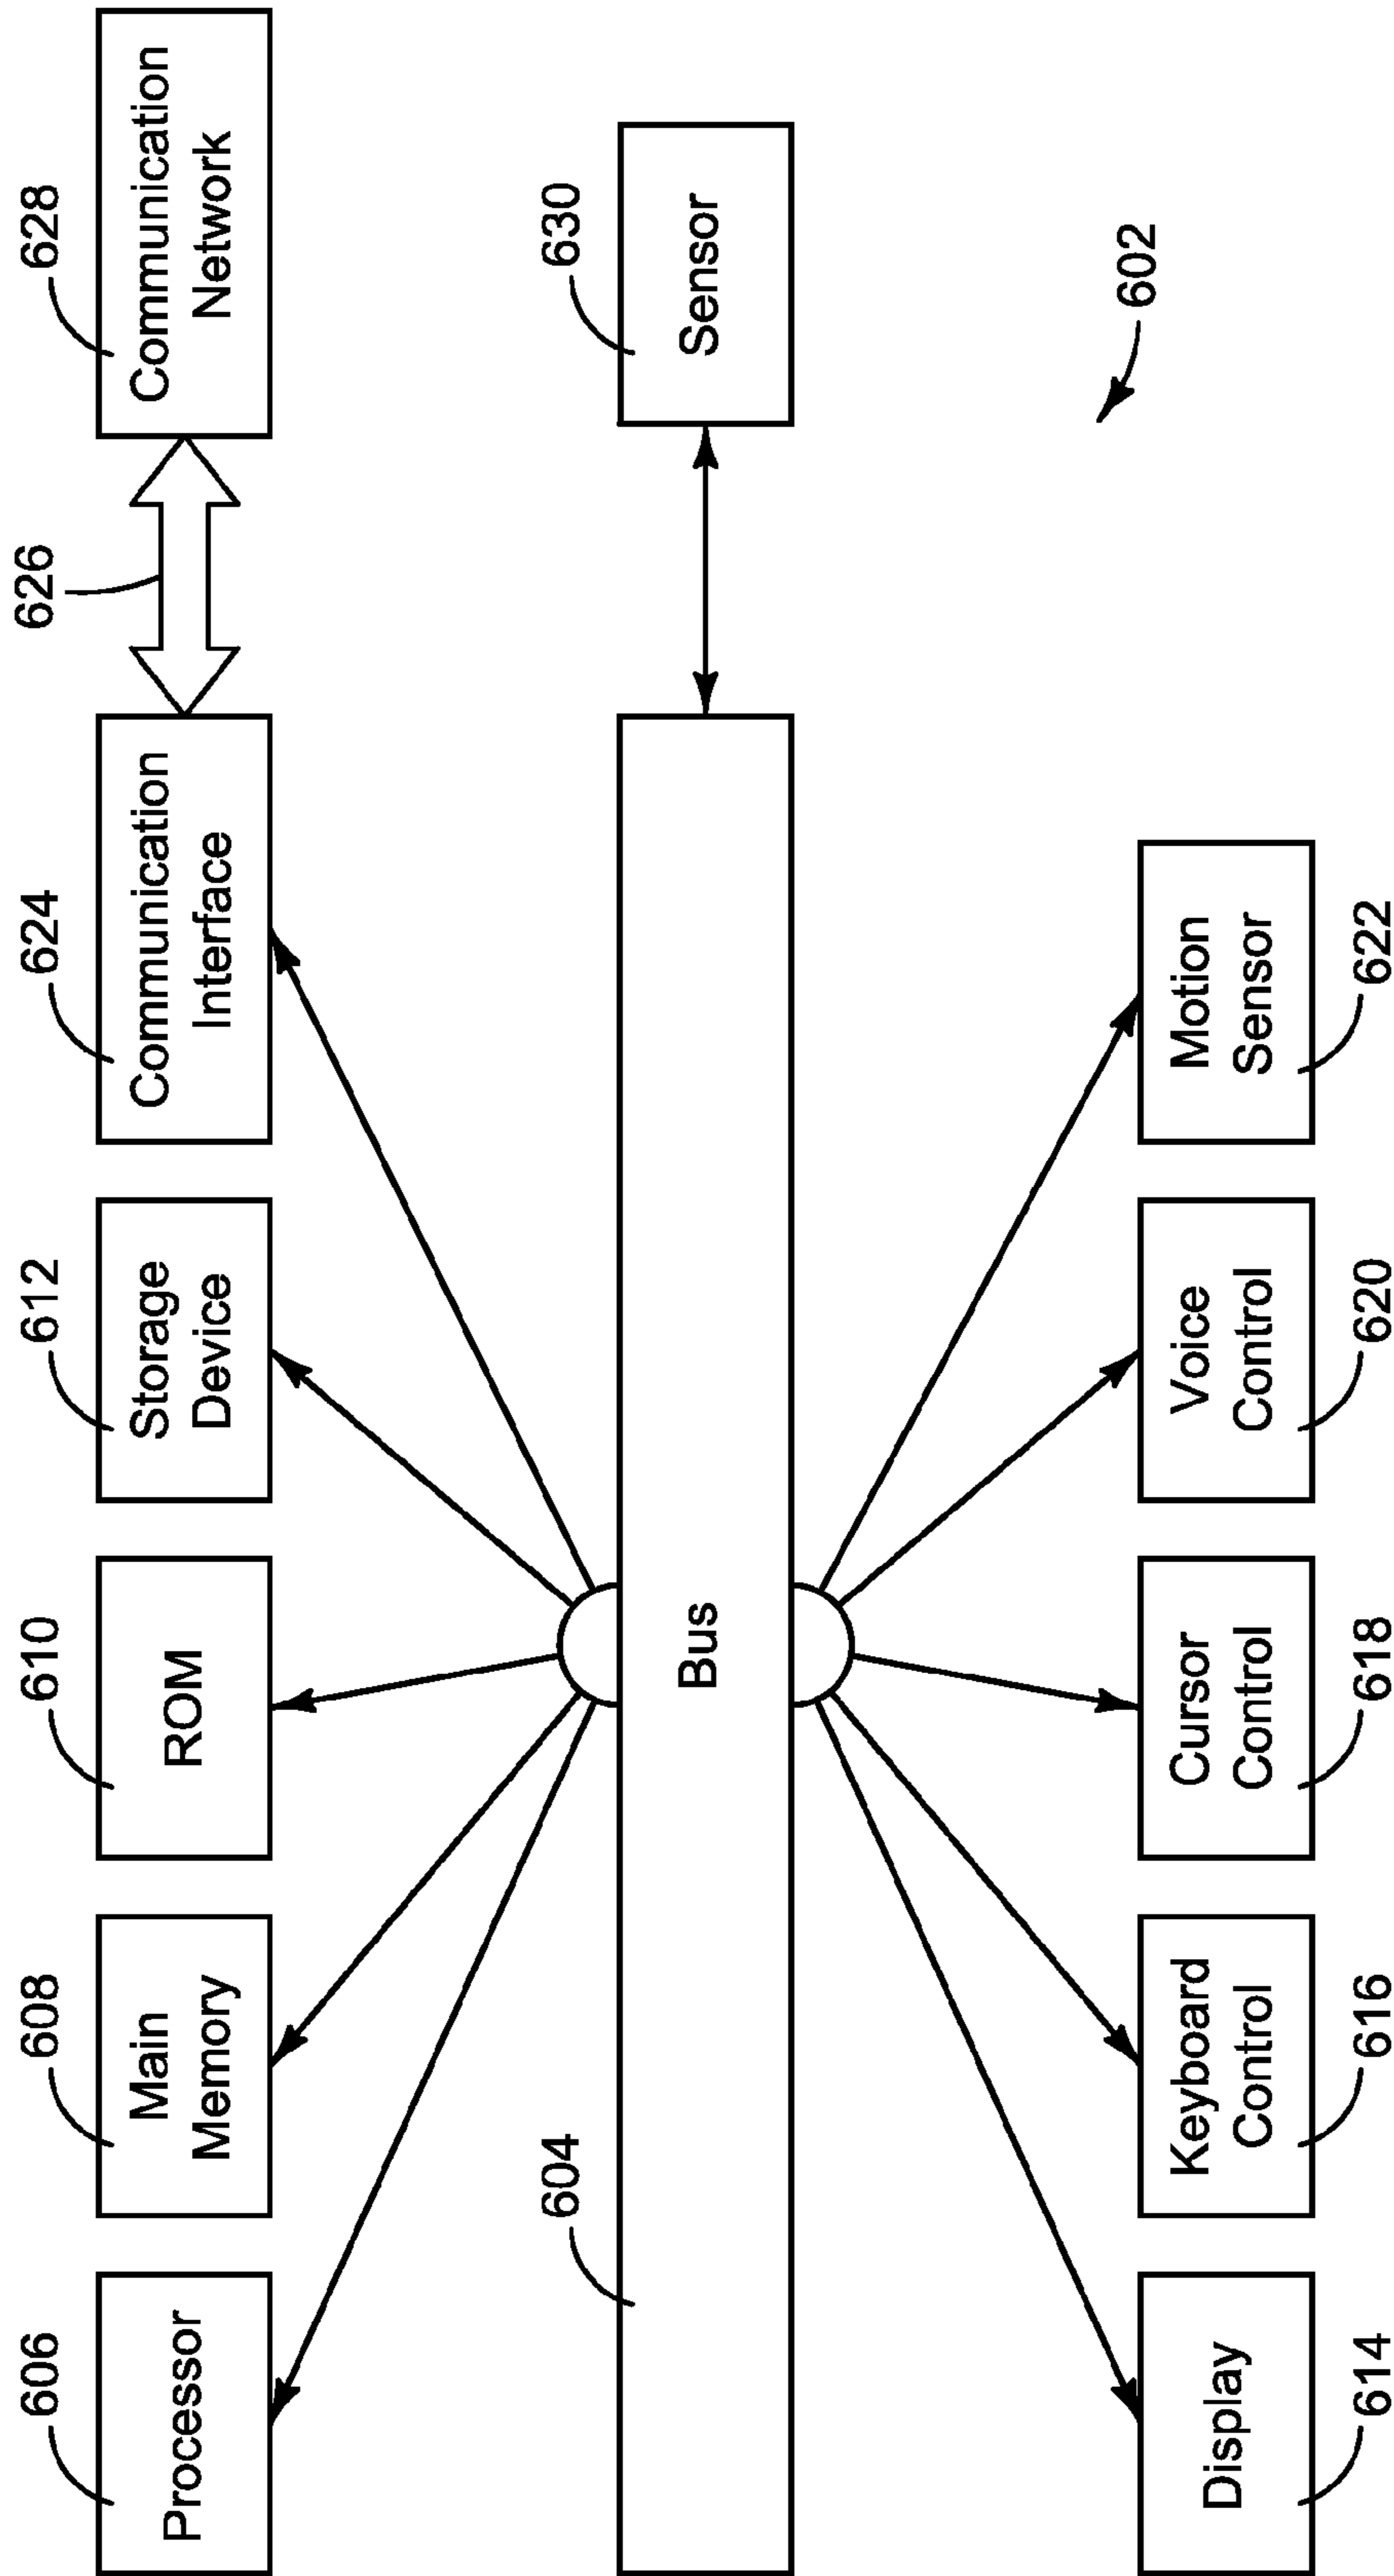 606
608
610
612
624
626
628
Processor
Main
Memory
ROM
Storage
Device
Communication
Interface
Communication
Network
604
630
Bus
Sensor
602
Display
Keyboard
Control
Cursor
Control
Voice
Control
Motion
Sensor
614
616
618
620
622